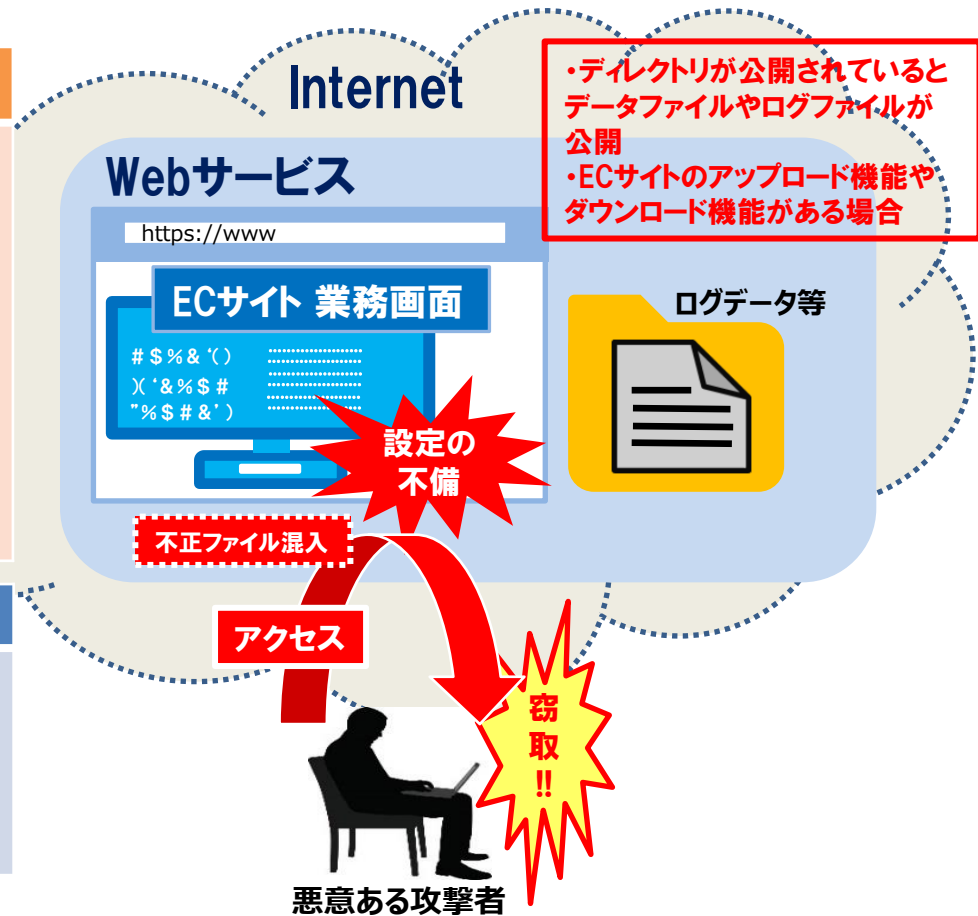 Internet
・ディレクトリが公開されていると
データファイルやログファイルが
公開
・ECサイトのアップロード機能や
ダウンロード機能がある場合
Webサービス
https://www
ECサイト 業務画面
#$%&'()
)('&%$#
"%$#&')
ログデータ等
設定の
不備
不正ファイル混入
アクセス
窃
取
!!
悪意ある攻撃者